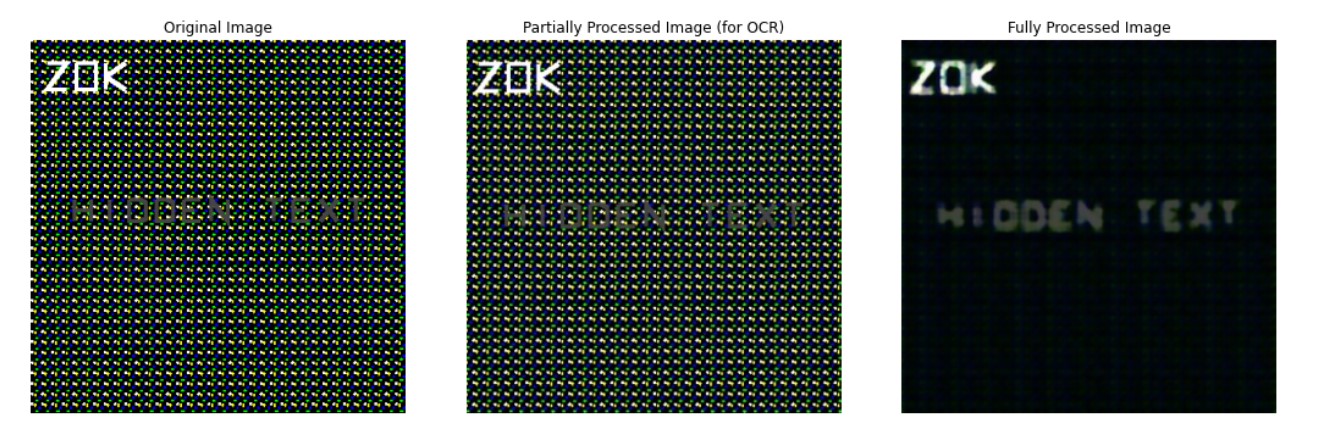 Original Image
ZOK
HIDDEN TEXT
Partially Processed Image (for OCR)
ZOK
HIDDEN TEXT
Fully Processed Image
ZOK
HIDDEN TEXT